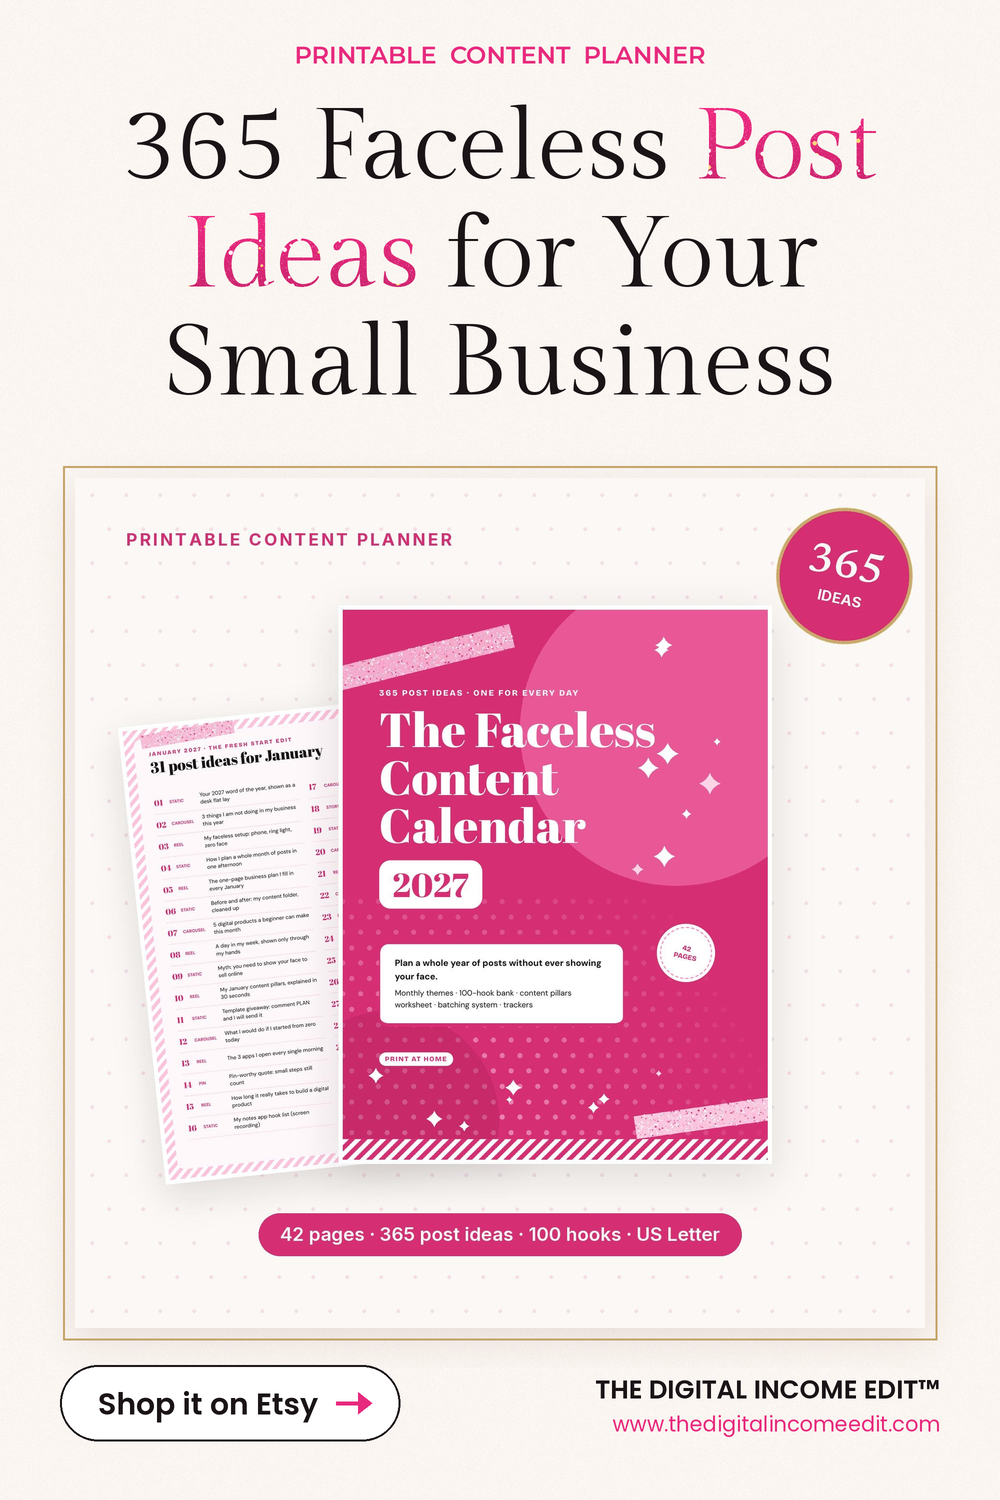 PRINTABLE CONTENT PLANNER
365 Faceless Post
Ideas for Your
Small Business
PRINTABLE CONTENT PLANNER
365
IDEAS
JANUARY 2027 · THE FRESH START EDIT
31 post ideas for January
01 STATIC Your 2027 word of the year, shown as a
desk flat lay
02 CAROUSEL 3 things I am not doing in my business
this year
03 REEL My faceless setup: phone, ring light,
zero face
04 STATIC How I plan a whole month of posts in
one afternoon
05 REEL The one-page business plan I fill in
every January
06 STATIC Before and after: my content folder,
cleaned up
07 CAROUSEL 5 digital products a beginner can make
this month
08 REEL A day in my week, shown only through
my hands
09 STATIC Myth: you need to show your face to
sell online
10 REEL My January content pillars, explained in
30 seconds
11 STATIC Template giveaway: comment PLAN
and I will send it
12 CAROUSEL What I would do if I started from zero
today
13 REEL The 3 apps I open every single morning
14 PIN Pin-worthy quote: small steps still
count
15 REEL How long it really takes to build a digital
product
16 STATIC My notes app hook list (screen
recording)
17
18
19
20
21
22
23
24
25
26
365 POST IDEAS · ONE FOR EVERY DAY
The Faceless
Content
Calendar
2027
42
PAGES
Plan a whole year of posts without ever showing
your face.
Monthly themes · 100-hook bank · content pillars
worksheet · batching system · trackers
PRINT AT HOME
42 pages · 365 post ideas · 100 hooks · US Letter
Shop it on Etsy
THE DIGITAL INCOME EDIT™
www.thedigitalincomeedit.com